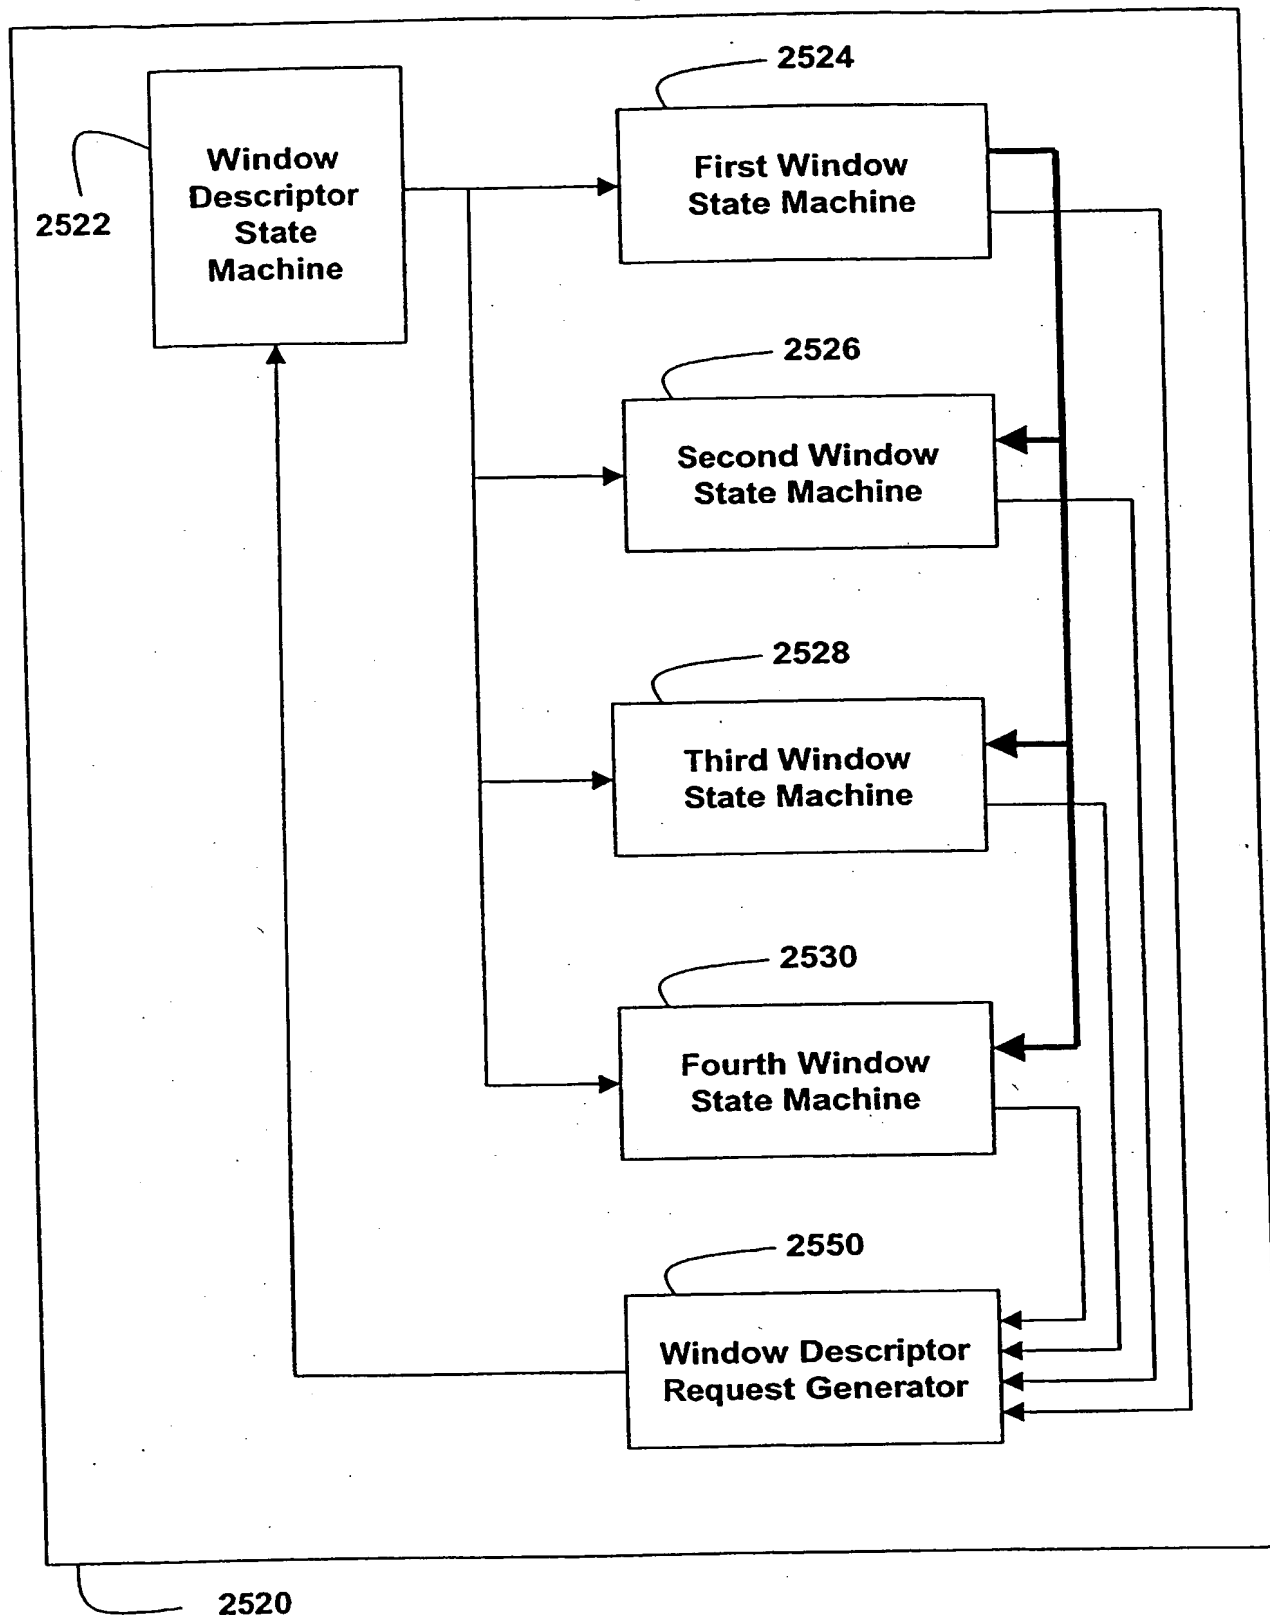 2524
Window
Descriptor
State
Machine
2522
First Window
State Machine
2526
Second Window
State Machine
2528
Third Window
State Machine
2530
Fourth Window
State Machine
2550
Window Descriptor
Request Generator
2520